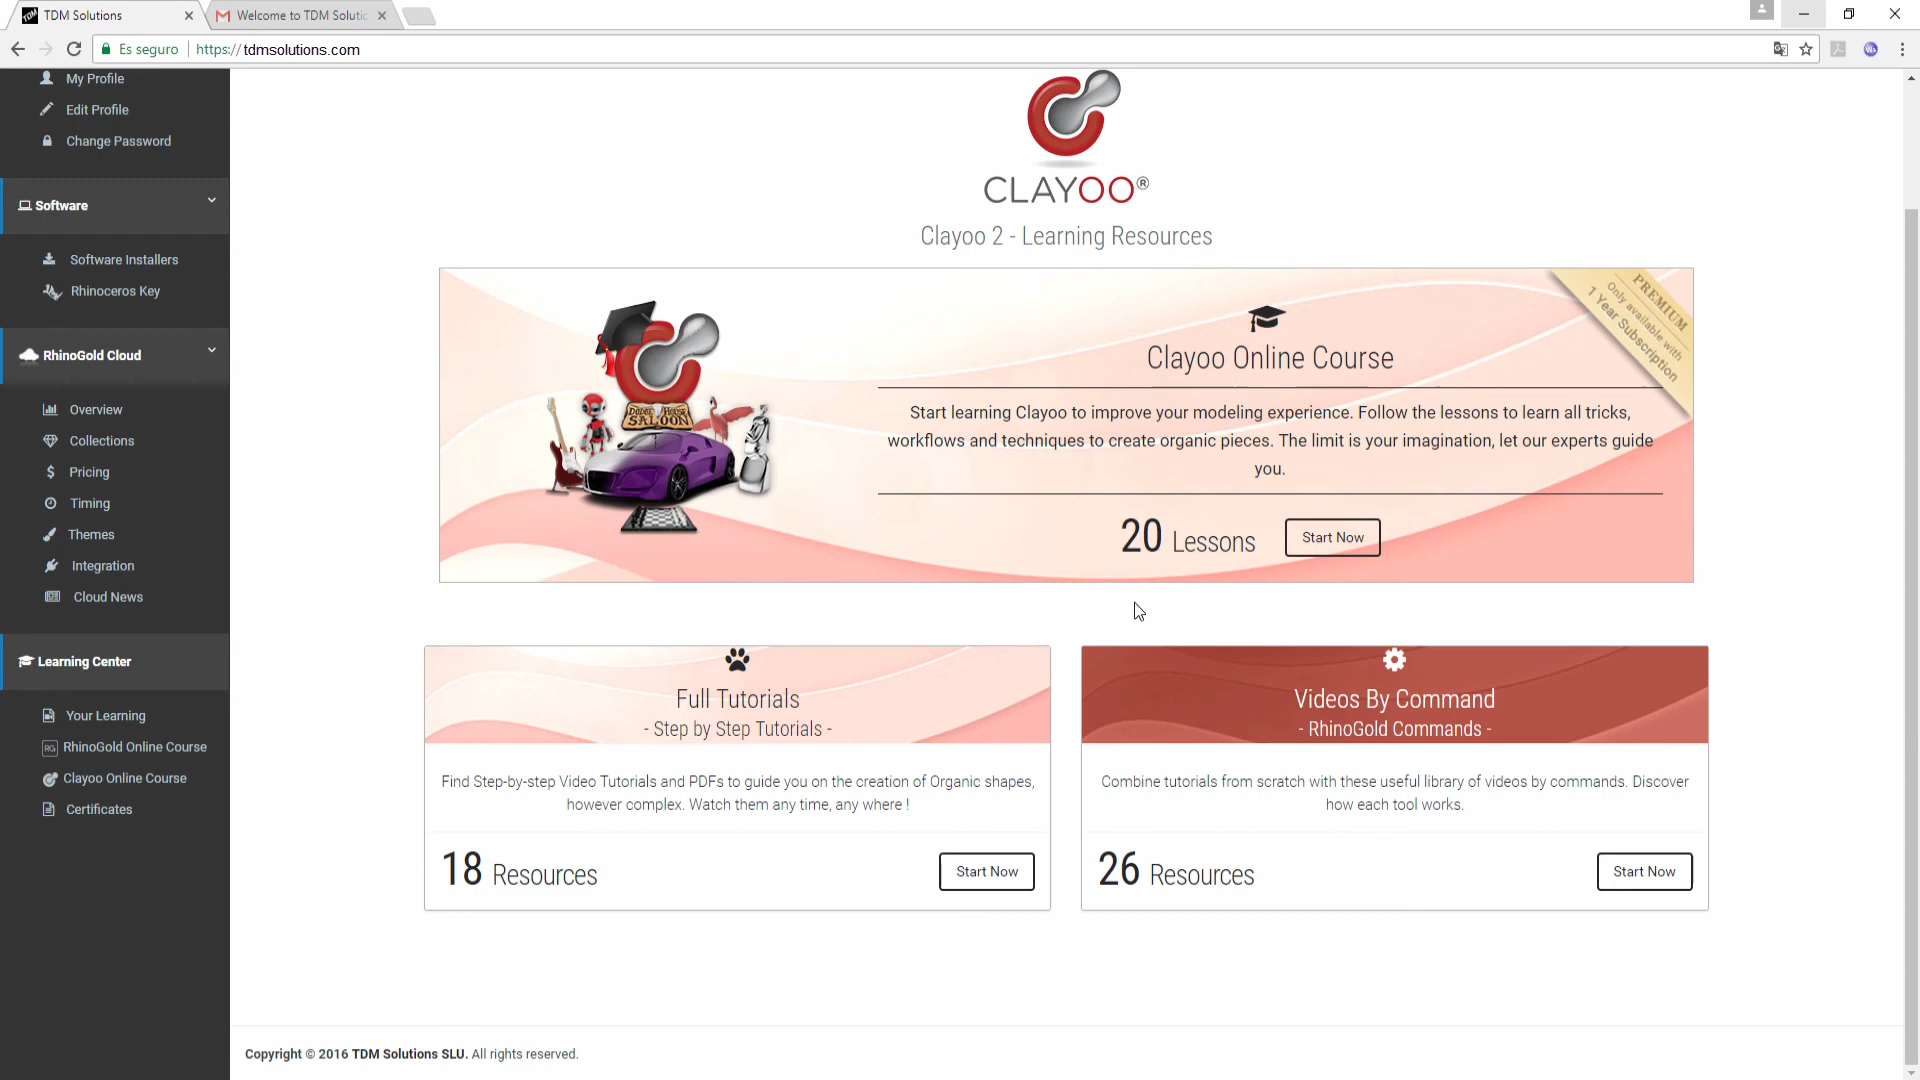 TDM Solutions
Welcome to TDM Solutic
Es seguro https://tdmsolutions.com
My Profile
Edit Profile
Change Password
Software
Software Installers
Rhinoceros Key
RhinoGold Cloud
Overview
Collections
Pricing
Timing
Themes
Integration
Cloud News
Learning Center
Your Learning
RG RhinoGold Online Course
Clayoo Online Course
Certificates
CLAYOO®
Clayoo 2 - Learning Resources
PREMIUM
Only available with
1 Year Subscription
DODGE HOUSE
SALOON
Clayoo Online Course
Start learning Clayoo to improve your modeling experience. Follow the lessons to learn all tricks,
workflows and techniques to create organic pieces. The limit is your imagination, let our experts guide
you.
20 Lessons Start Now
Full Tutorials
- Step by Step Tutorials -
Find Step-by-step Video Tutorials and PDFs to guide you on the creation of Organic shapes,
however complex. Watch them any time, any where !
18 Resources Start Now
Videos By Command
- RhinoGold Commands -
Combine tutorials from scratch with these useful library of videos by commands. Discover
how each tool works.
26 Resources Start Now
Copyright © 2016 TDM Solutions SLU. All rights reserved.